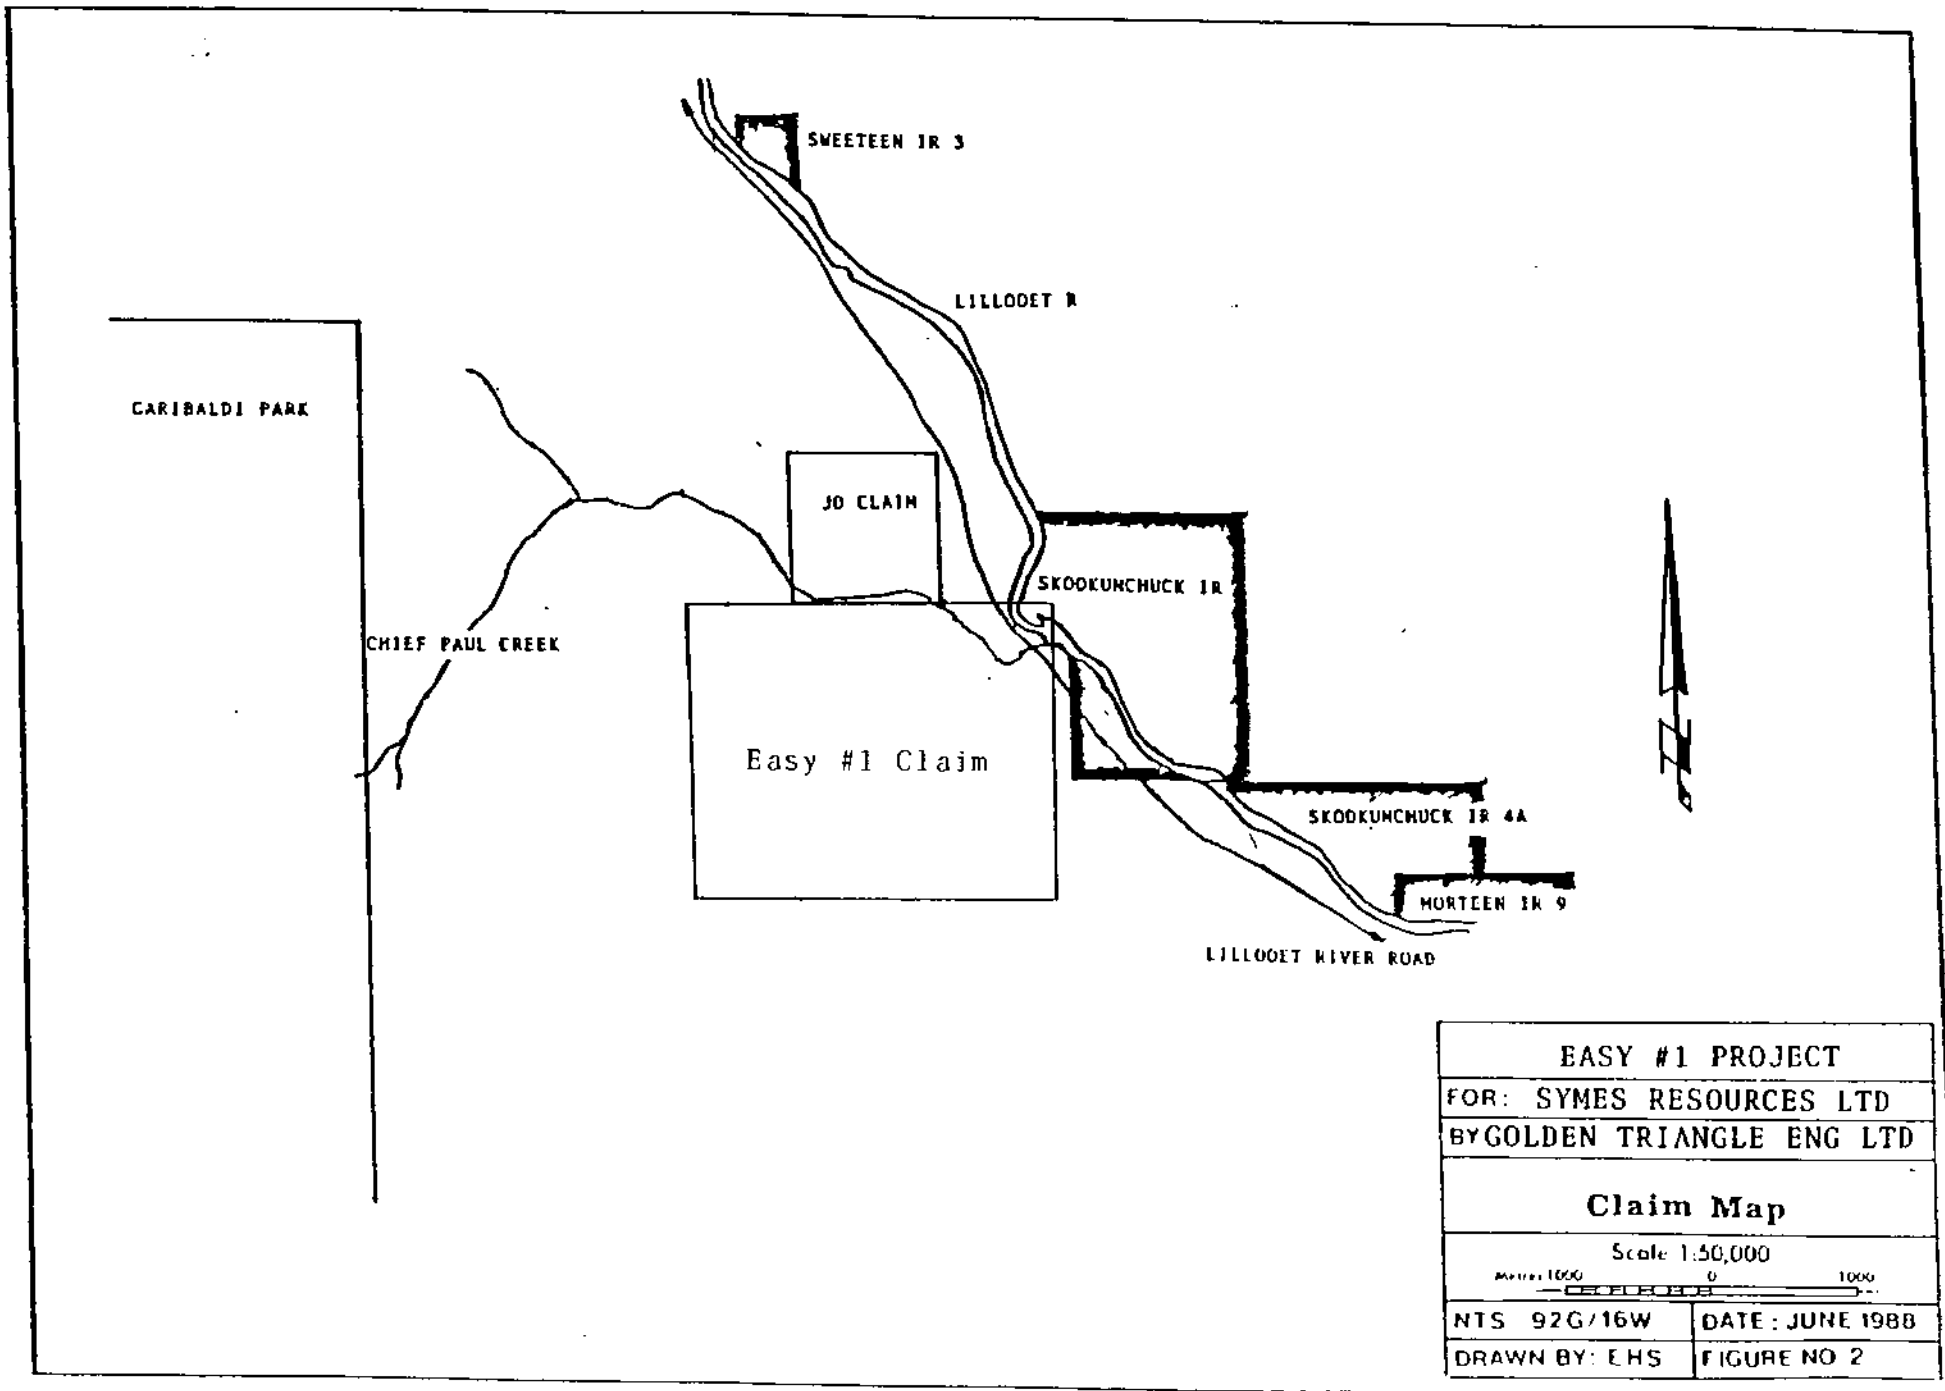 SWEETEEN IR 3
LILLOOET R
GARIBALDI PARK
JO CLAIM
SKOOKUMCHUCK IR
CHIEF PAUL CREEK
Easy #1 Claim
SKOOKUMCHUCK IR 4A
MORTEEN IR 9
LILLOOET RIVER ROAD
EASY #1 PROJECT
FOR: SYMES RESOURCES LTD
BY GOLDEN TRIANGLE ENG LTD
Claim Map
Scale 1:50,000
Metres 1000 0 1000
NTS 92G/16W
DATE: JUNE 1988
DRAWN BY: EHS
FIGURE NO 2